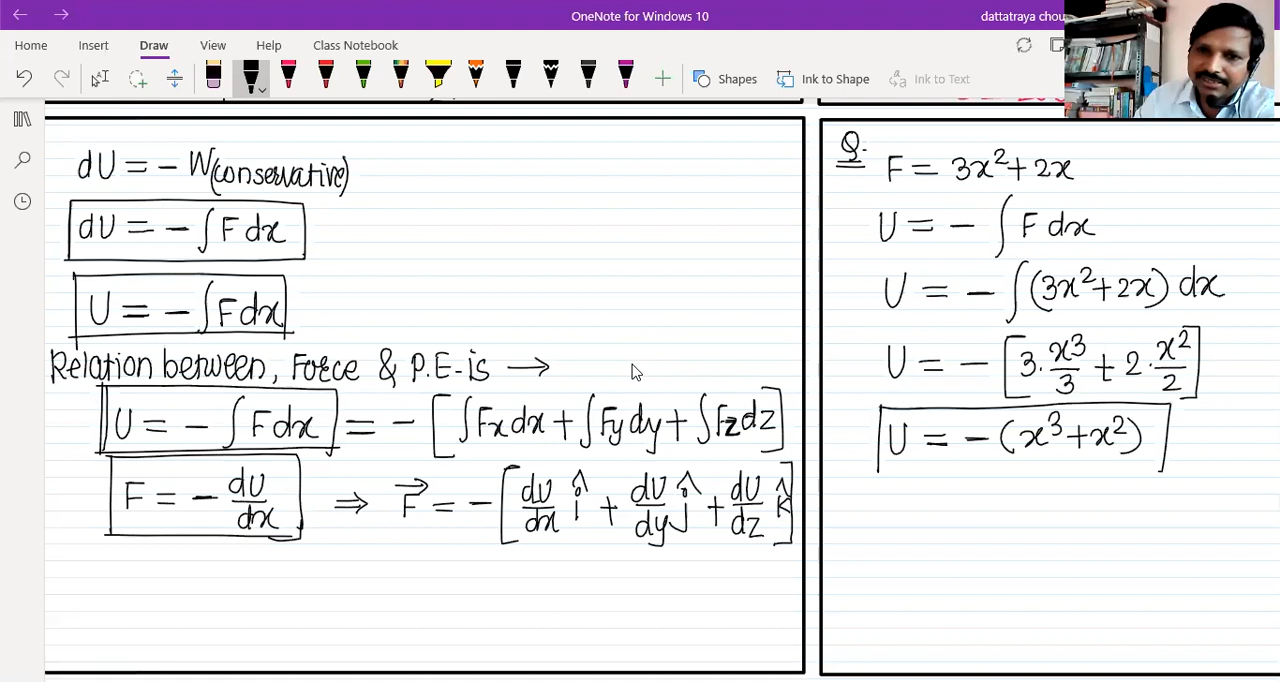 OneNote for Windows 10
dattatraya chou
Home Insert Draw View Help Class Notebook
Shapes Ink to Shape Ink to Text
dU = - W(conservative)
dU = - ∫ F dx
U = - ∫ F dx
Relation between, Force & P.E-is →
U = - ∫ F dx = - [∫Fx dx + ∫Fy dy + ∫Fz dz]
F = - dU/dx ⇒ F⃗ = - [dU/dx î + dU/dy ĵ + dU/dz k̂]
Q. F = 3x² + 2x
U = - ∫ F dx
U = - ∫ (3x² + 2x) dx
U = - [3·x³/3 + 2·x²/2]
U = - (x³ + x²)